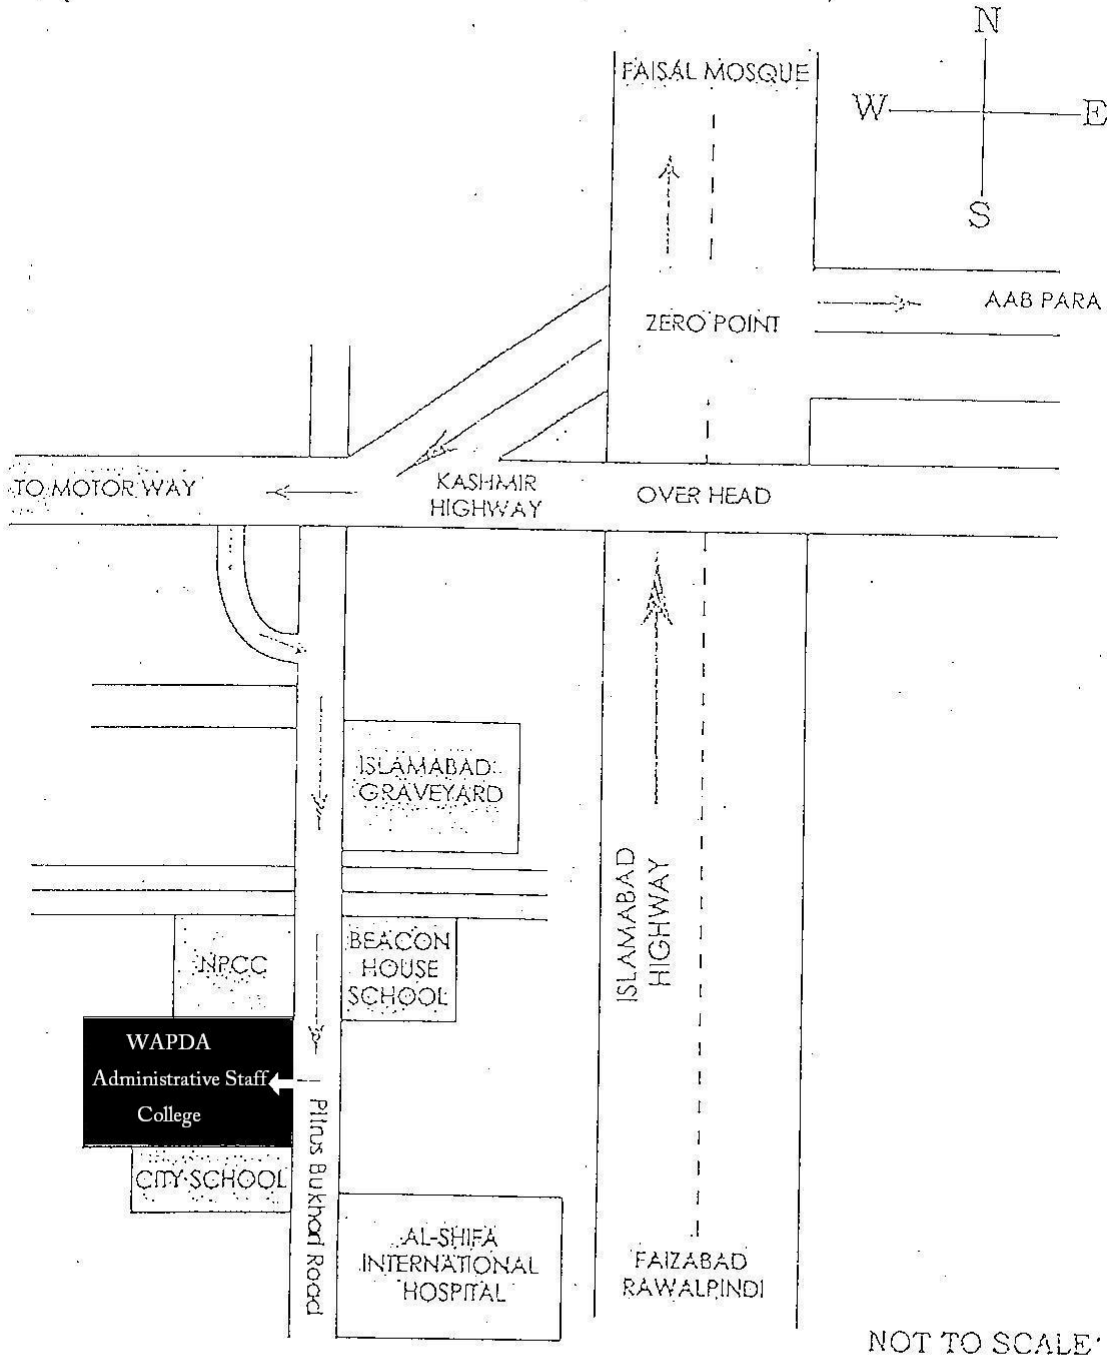 N
FAISAL MOSQUE
W
E
S
AAB PARA
ZERO POINT
TO MOTOR WAY
KASHMIR
HIGHWAY
OVER HEAD
ISLAMABAD
GRAVEYARD
ISLAMABAD
HIGHWAY
NPCC
BEACON
HOUSE
SCHOOL
WAPDA
Administrative Staff
College
Pitrus Bukhari Road
CITY SCHOOL
AL-SHIFA
INTERNATIONAL
HOSPITAL
FAIZABAD
RAWALPINDI
NOT TO SCALE